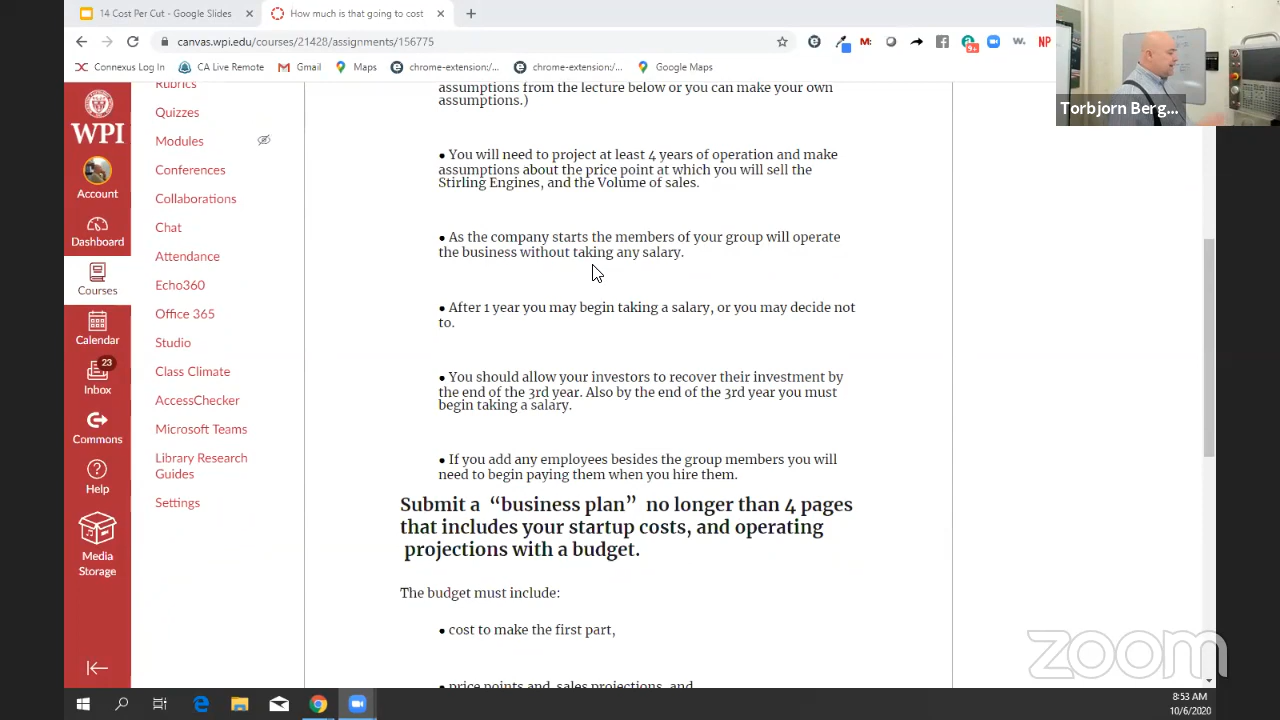 14 Cost Per Cut - Google Slides
How much is that going to cost
canvas.wpi.edu/courses/21428/assignments/156775
M:
9+
W.
NP
Connexus Log In
CA Live Remote
Gmail
Maps
chrome-extension:/...
chrome-extension:/...
Google Maps
Torbjorn Berg...
WPI
Account
Dashboard
Courses
Calendar
23
Inbox
Commons
Help
Media
Storage
Rubrics
Quizzes
Modules
Conferences
Collaborations
Chat
Attendance
Echo360
Office 365
Studio
Class Climate
AccessChecker
Microsoft Teams
Library Research
Guides
Settings
assumptions from the lecture below or you can make your own
assumptions.)
• You will need to project at least 4 years of operation and make
assumptions about the price point at which you will sell the
Stirling Engines, and the Volume of sales.
• As the company starts the members of your group will operate
the business without taking any salary.
• After 1 year you may begin taking a salary, or you may decide not
to.
• You should allow your investors to recover their investment by
the end of the 3rd year. Also by the end of the 3rd year you must
begin taking a salary.
• If you add any employees besides the group members you will
need to begin paying them when you hire them.
Submit a “business plan” no longer than 4 pages
that includes your startup costs, and operating
projections with a budget.
The budget must include:
• cost to make the first part,
• price points and sales projections, and
zoom
8:53 AM
10/6/2020